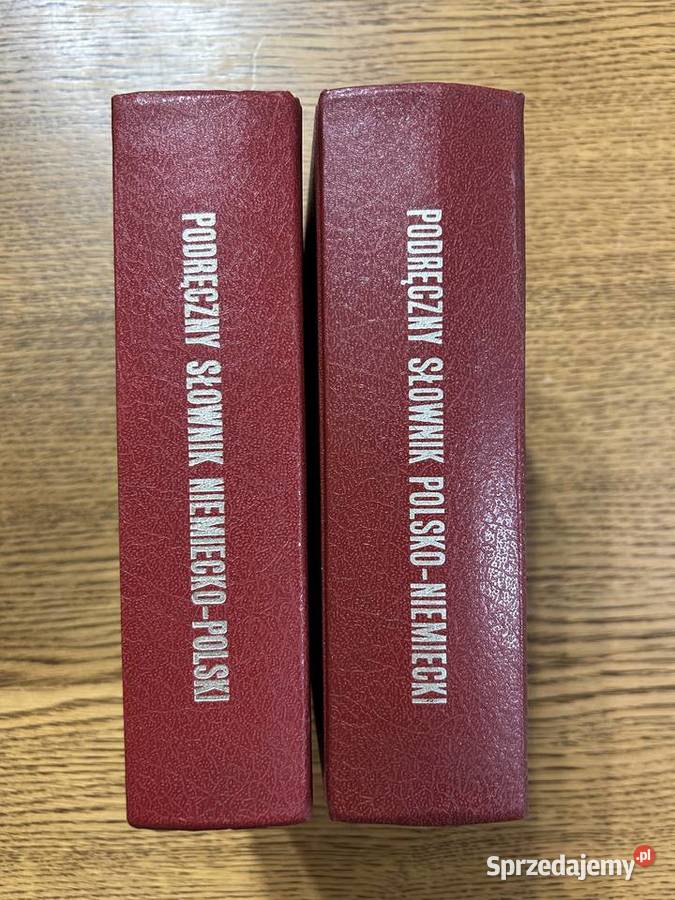 PODRĘCZNY SŁOWNIK NIEMIECKO-POLSKI
PODRĘCZNY SŁOWNIK POLSKO-NIEMIECKI
Sprzedajemy.pl